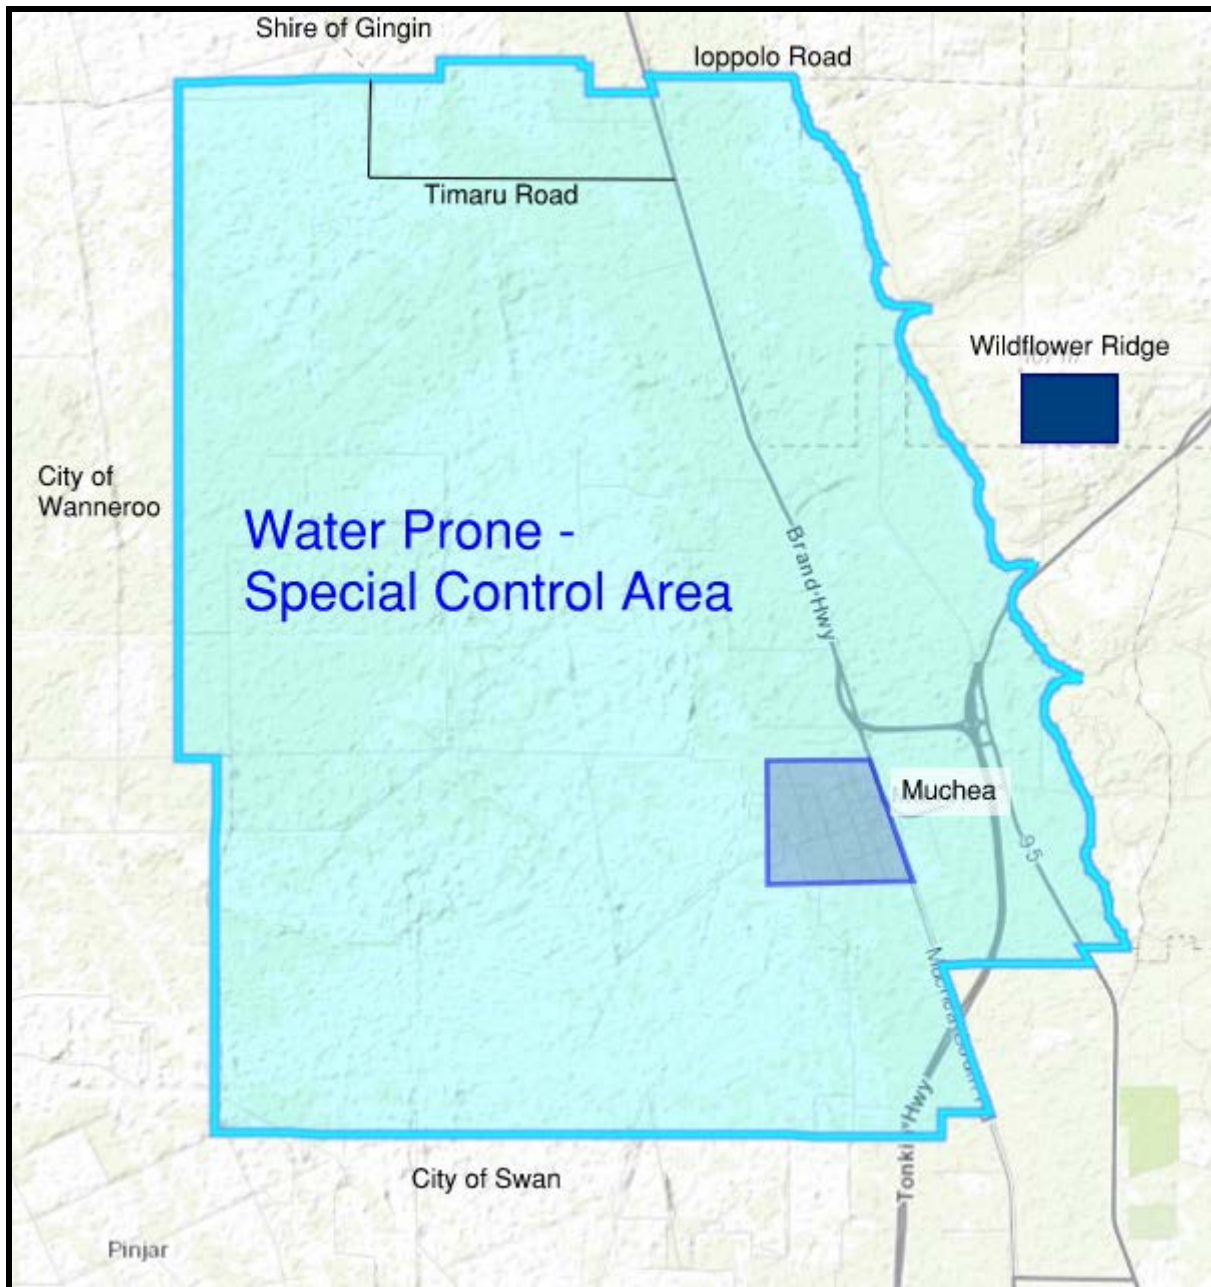 Shire of Gingin
Ioppolo Road
Timaru Road
Wildflower Ridge
City of
Wanneroo
Water Prone -
Special Control Area
Brand Hwy
Muchea
95
Tonkin Hwy
City of Swan
Pinjar